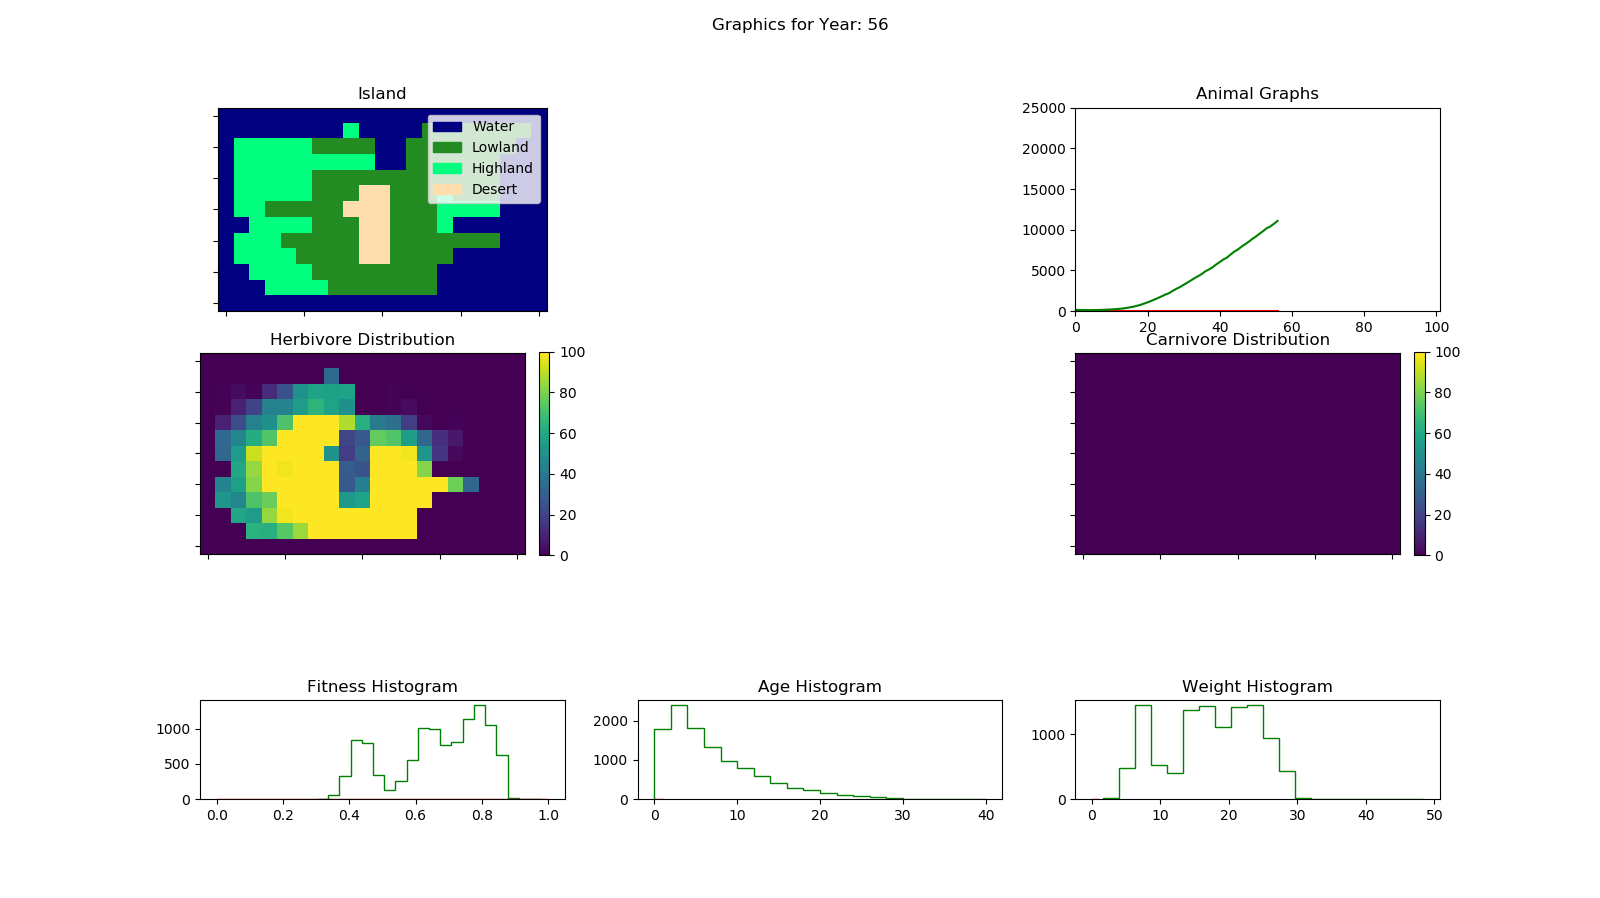 Graphics for Year: 56
Island
Water
Lowland
Highland
Desert
Animal Graphs
25000
20000
15000
10000
5000
0
0 20 40 60 80 100
Herbivore Distribution
100
80
60
40
20
0
Carnivore Distribution
100
80
60
40
20
0
Fitness Histogram
1000
500
0
0.0 0.2 0.4 0.6 0.8 1.0
Age Histogram
2000
1000
0
0 10 20 30 40
Weight Histogram
1000
0
0 10 20 30 40 50